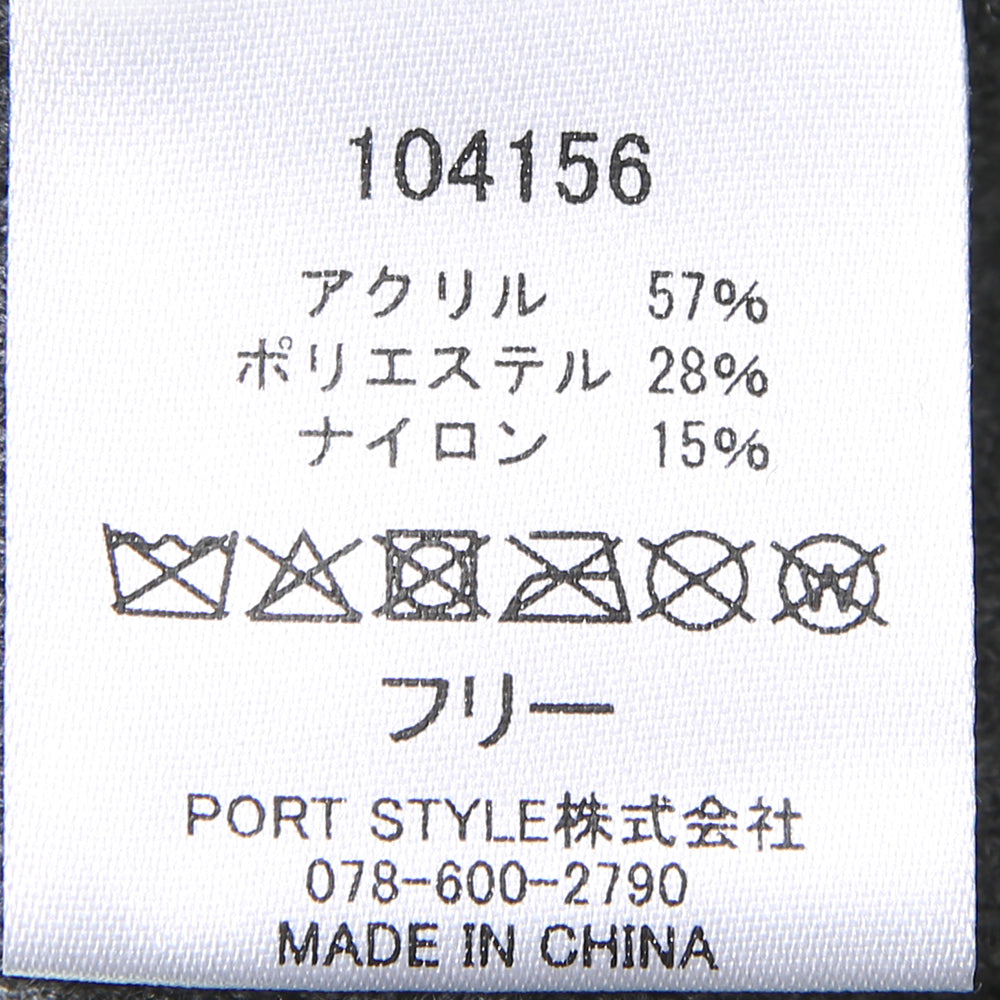 104156
アクリル 57%
ポリエステル 28%
ナイロン 15%
W
フリー
PORT STYLE株式会社
078-600-2790
MADE IN CHINA